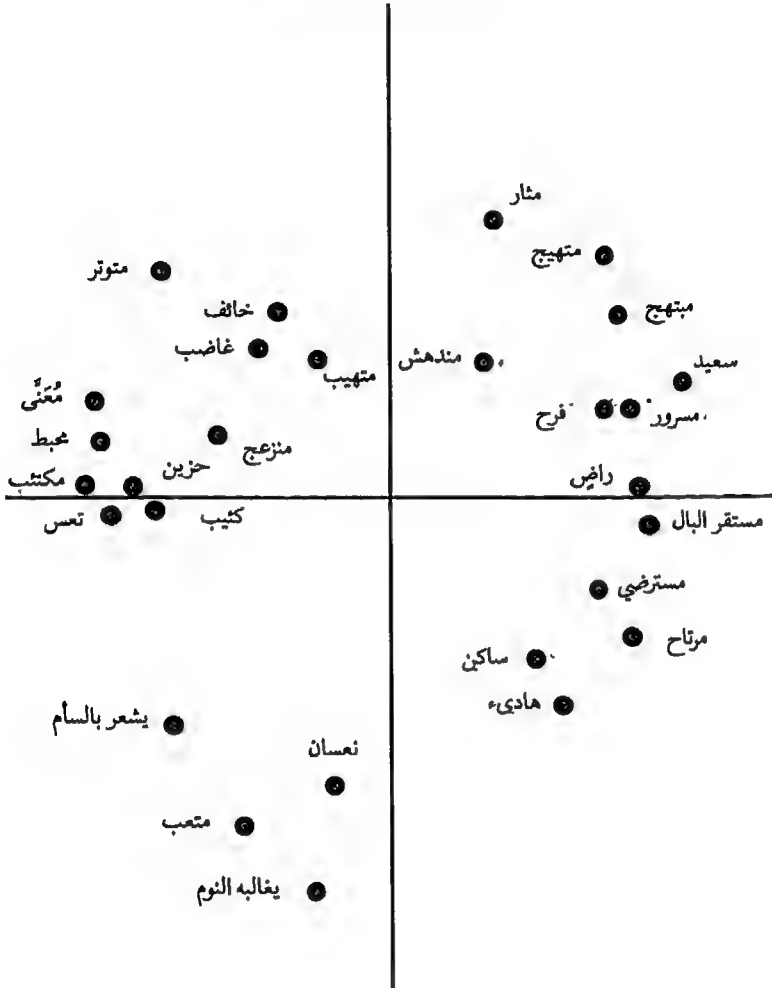 مثار
متهيج
متوتر
خائف
مبتهج
غاضب
متهيب
مندهش
سعيد
مُعَنًّى
فرح
مسرور
محبط
منزعج
حزين
مكتئب
راضٍ
تعس
كئيب
مستقر البال
مسترضي
مرتاح
ساكن
هادىء
يشعر بالسأم
نعسان
متعب
يغالبه النوم